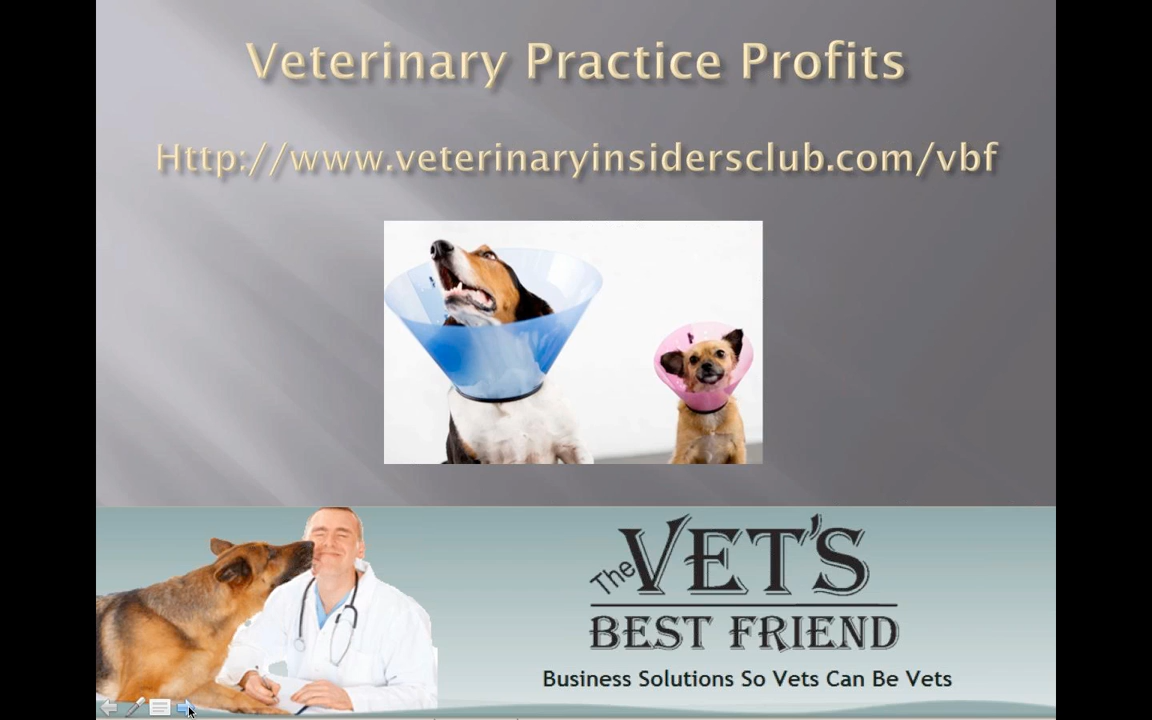 Veterinary Practice Profits
Http://www.veterinaryinsidersclub.com/vbf
The VET'S
BEST FRIEND
Business Solutions So Vets Can Be Vets